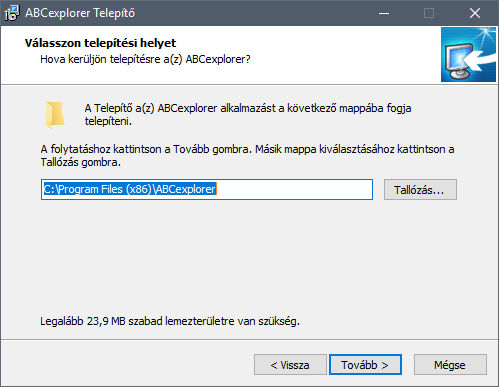 ABCexplorer Telepítő
Válasszon telepítési helyet
Hova kerüljön telepítésre a(z) ABCexplorer?
A Telepítő a(z) ABCexplorer alkalmazást a következő mappába fogja
telepíteni.
A folytatáshoz kattintson a Tovább gombra. Másik mappa kiválasztásához kattintson a
Tallózás gombra.
C:\Program Files (x86)\ABCexplorer
Tallózás...
Legalább 23,9 MB szabad lemezterületre van szükség.
< Vissza
Tovább >
Mégse